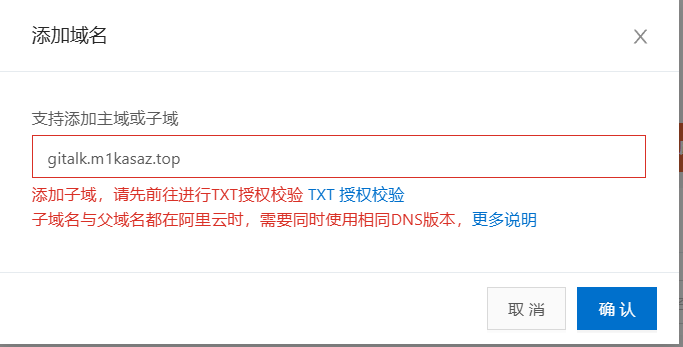 添加域名
支持添加主域或子域
gitalk.m1kasaz.top
添加子域，请先前往进行TXT授权校验 TXT 授权校验
子域名与父域名都在阿里云时，需要同时使用相同DNS版本，更多说明
取 消
确 认